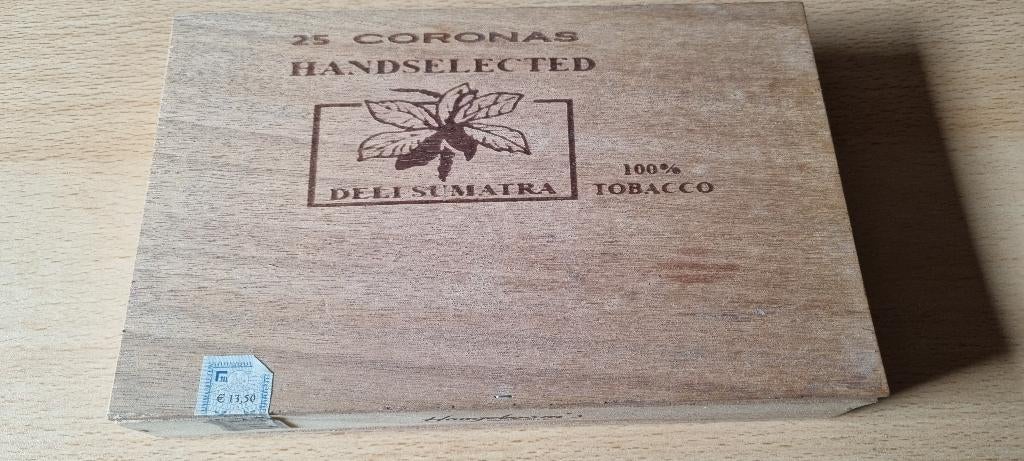 25 CORONAS
HANDSELECTED
DELI SUMATRA
100%
TOBACCO
€ 13,50